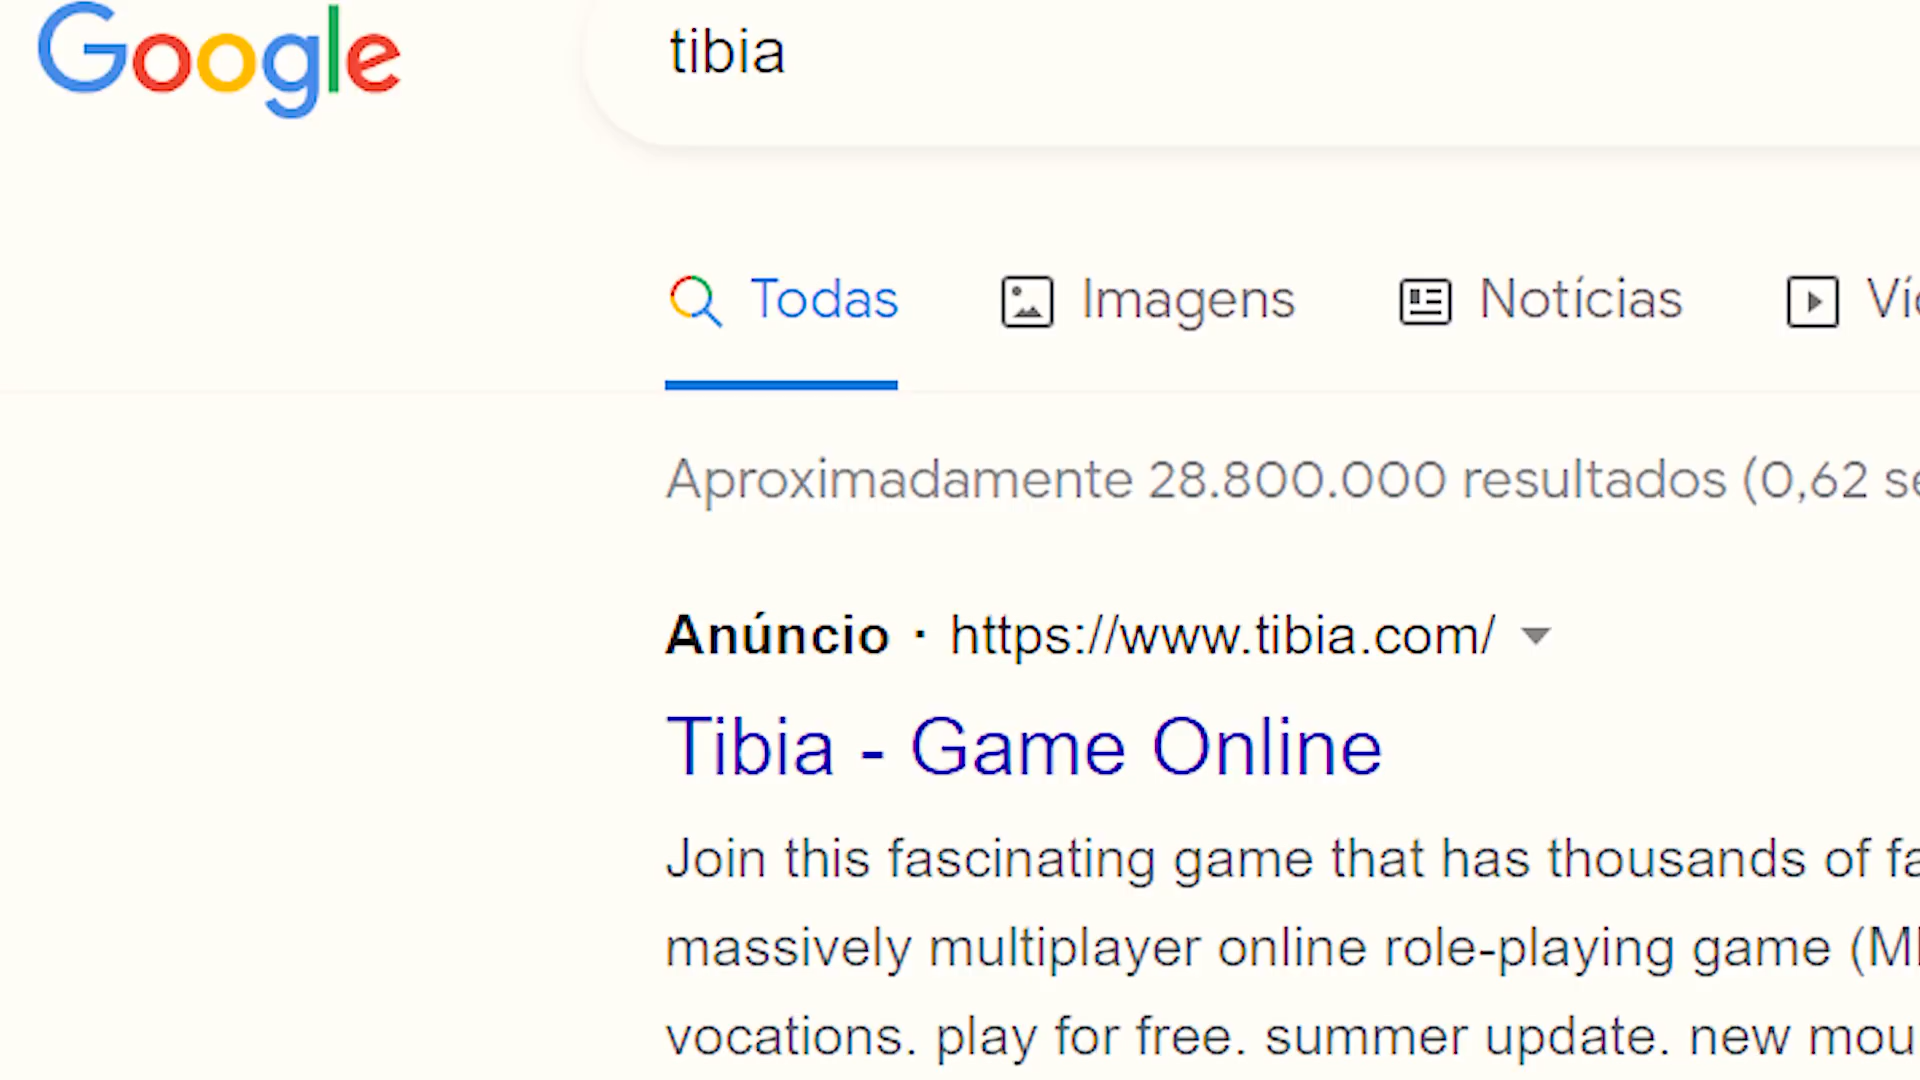 Google
tibia
Todas Imagens Notícias
Aproximadamente 28.800.000 resultados (0,62
Anúncio · https://www.tibia.com/
Tibia - Game Online
Join this fascinating game that has thousands of
massively multiplayer online role-playing game
vocations. play for free. summer update. new